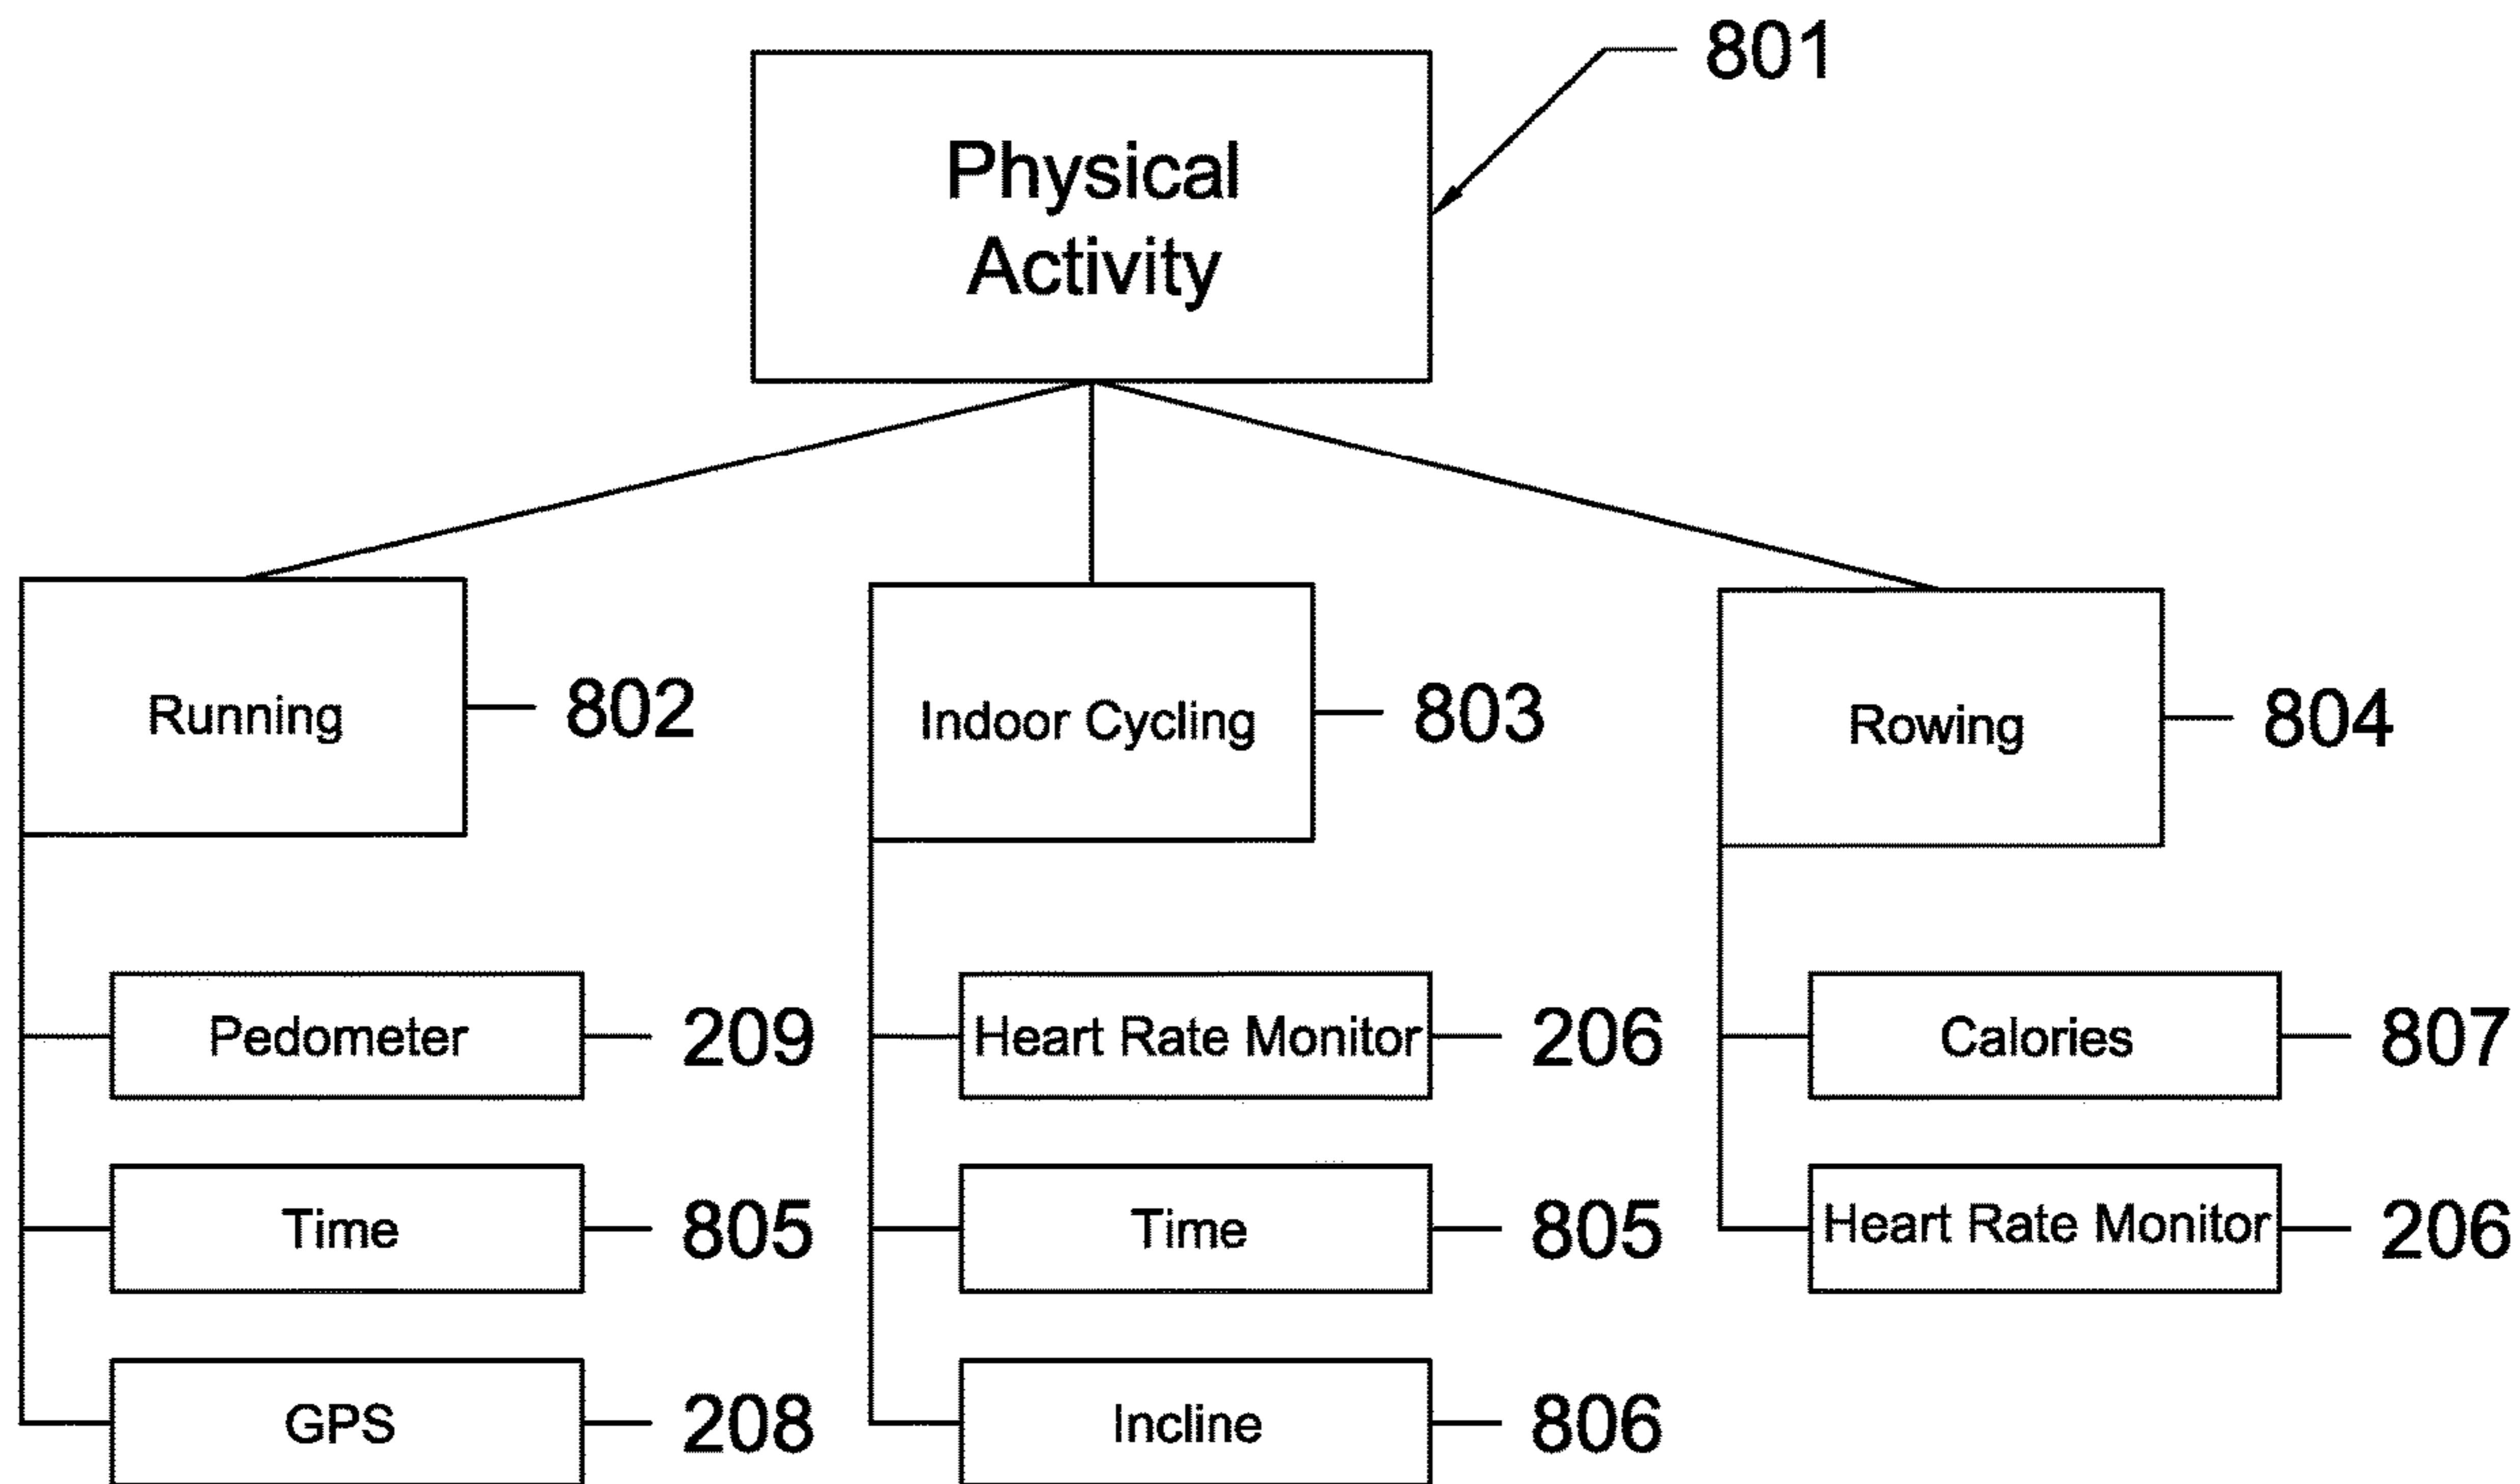 801
Physical
Activity
Running
802
Indoor Cycling
803
Rowing
804
Pedometer
209
Heart Rate Monitor
206
Calories
807
Time
805
Time
805
Heart Rate Monitor
206
GPS
208
Incline
806